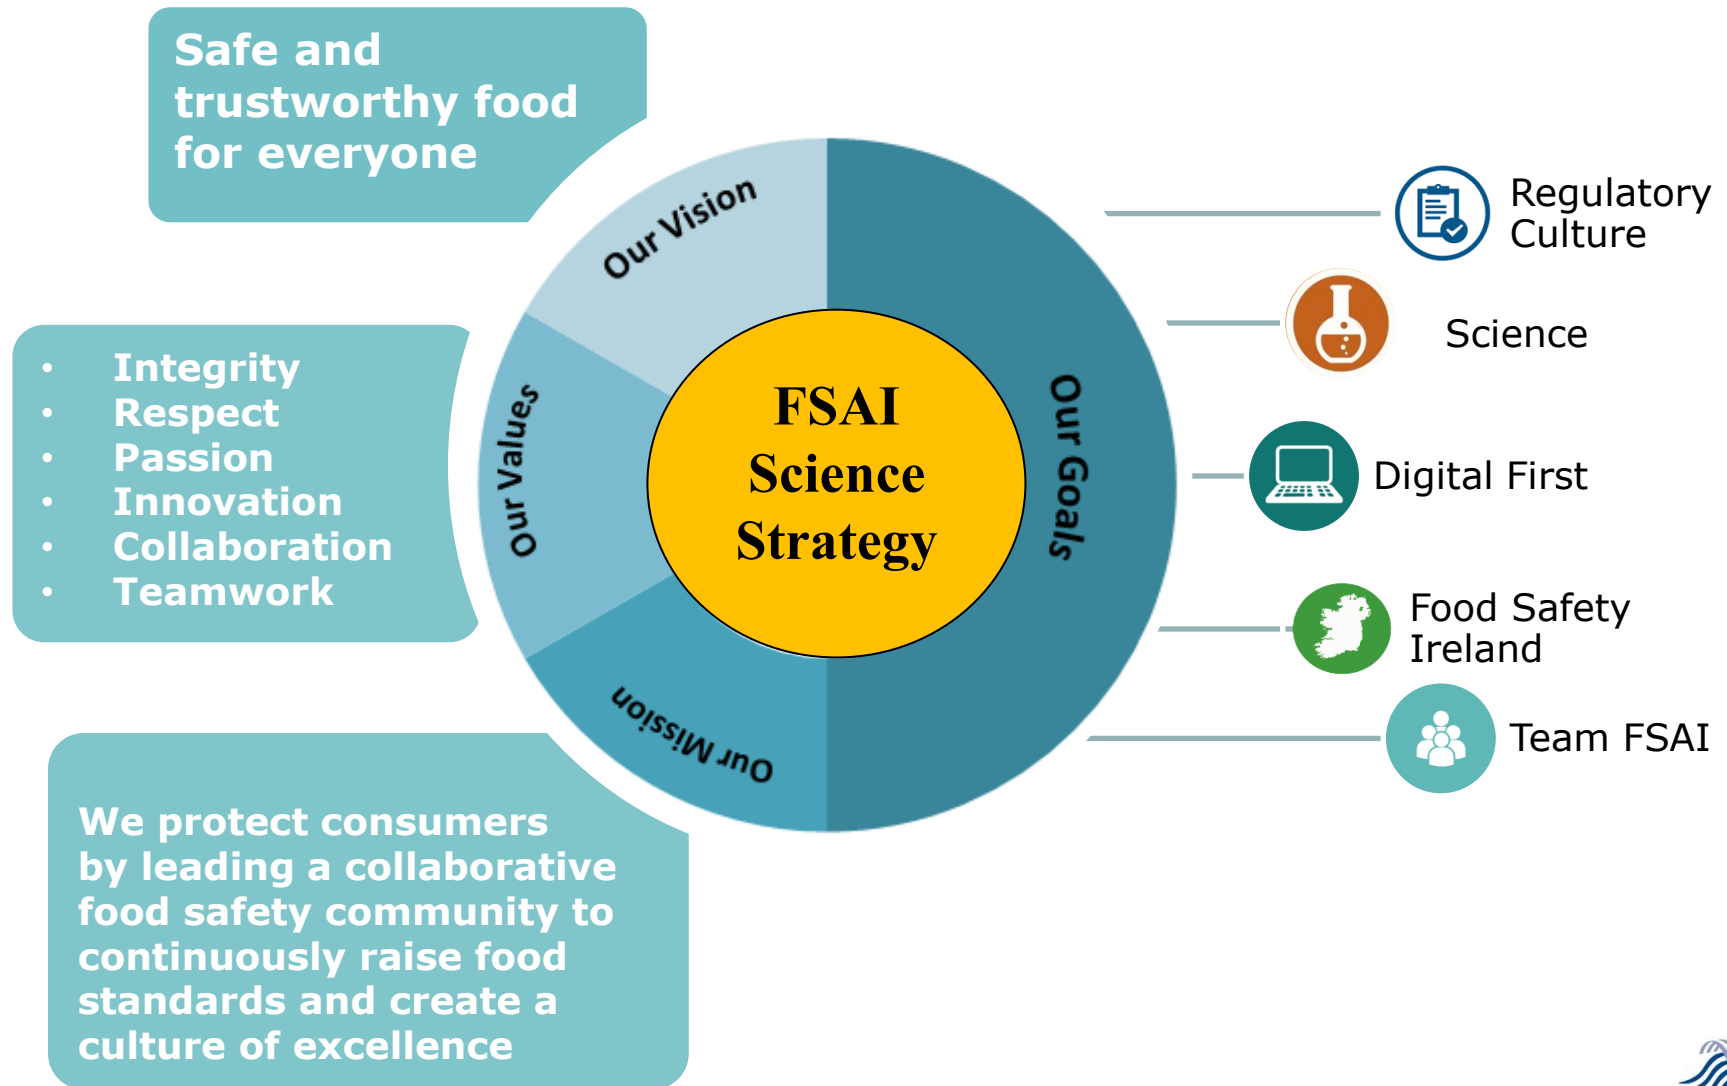 Safe and
trustworthy food
for everyone
Our Vision
• Integrity
• Respect
• Passion
• Innovation
• Collaboration
• Teamwork
Our Values
We protect consumers
by leading a collaborative
food safety community to
continuously raise food
standards and create a
culture of excellence
Our Mission
FSAI
Science
Strategy
Our Goals
Regulatory
Culture
Science
Digital First
Food Safety
Ireland
Team FSAI